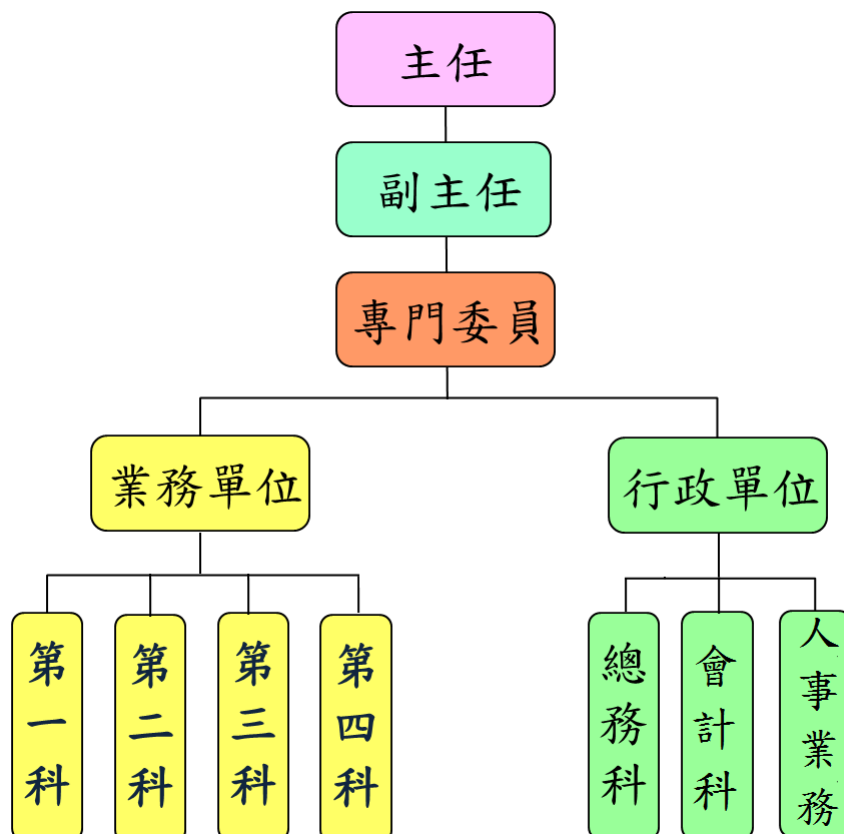 主任
副主任
專門委員
業務單位
行政單位
第一科
第二科
第三科
第四科
總務科
會計科
人事業務